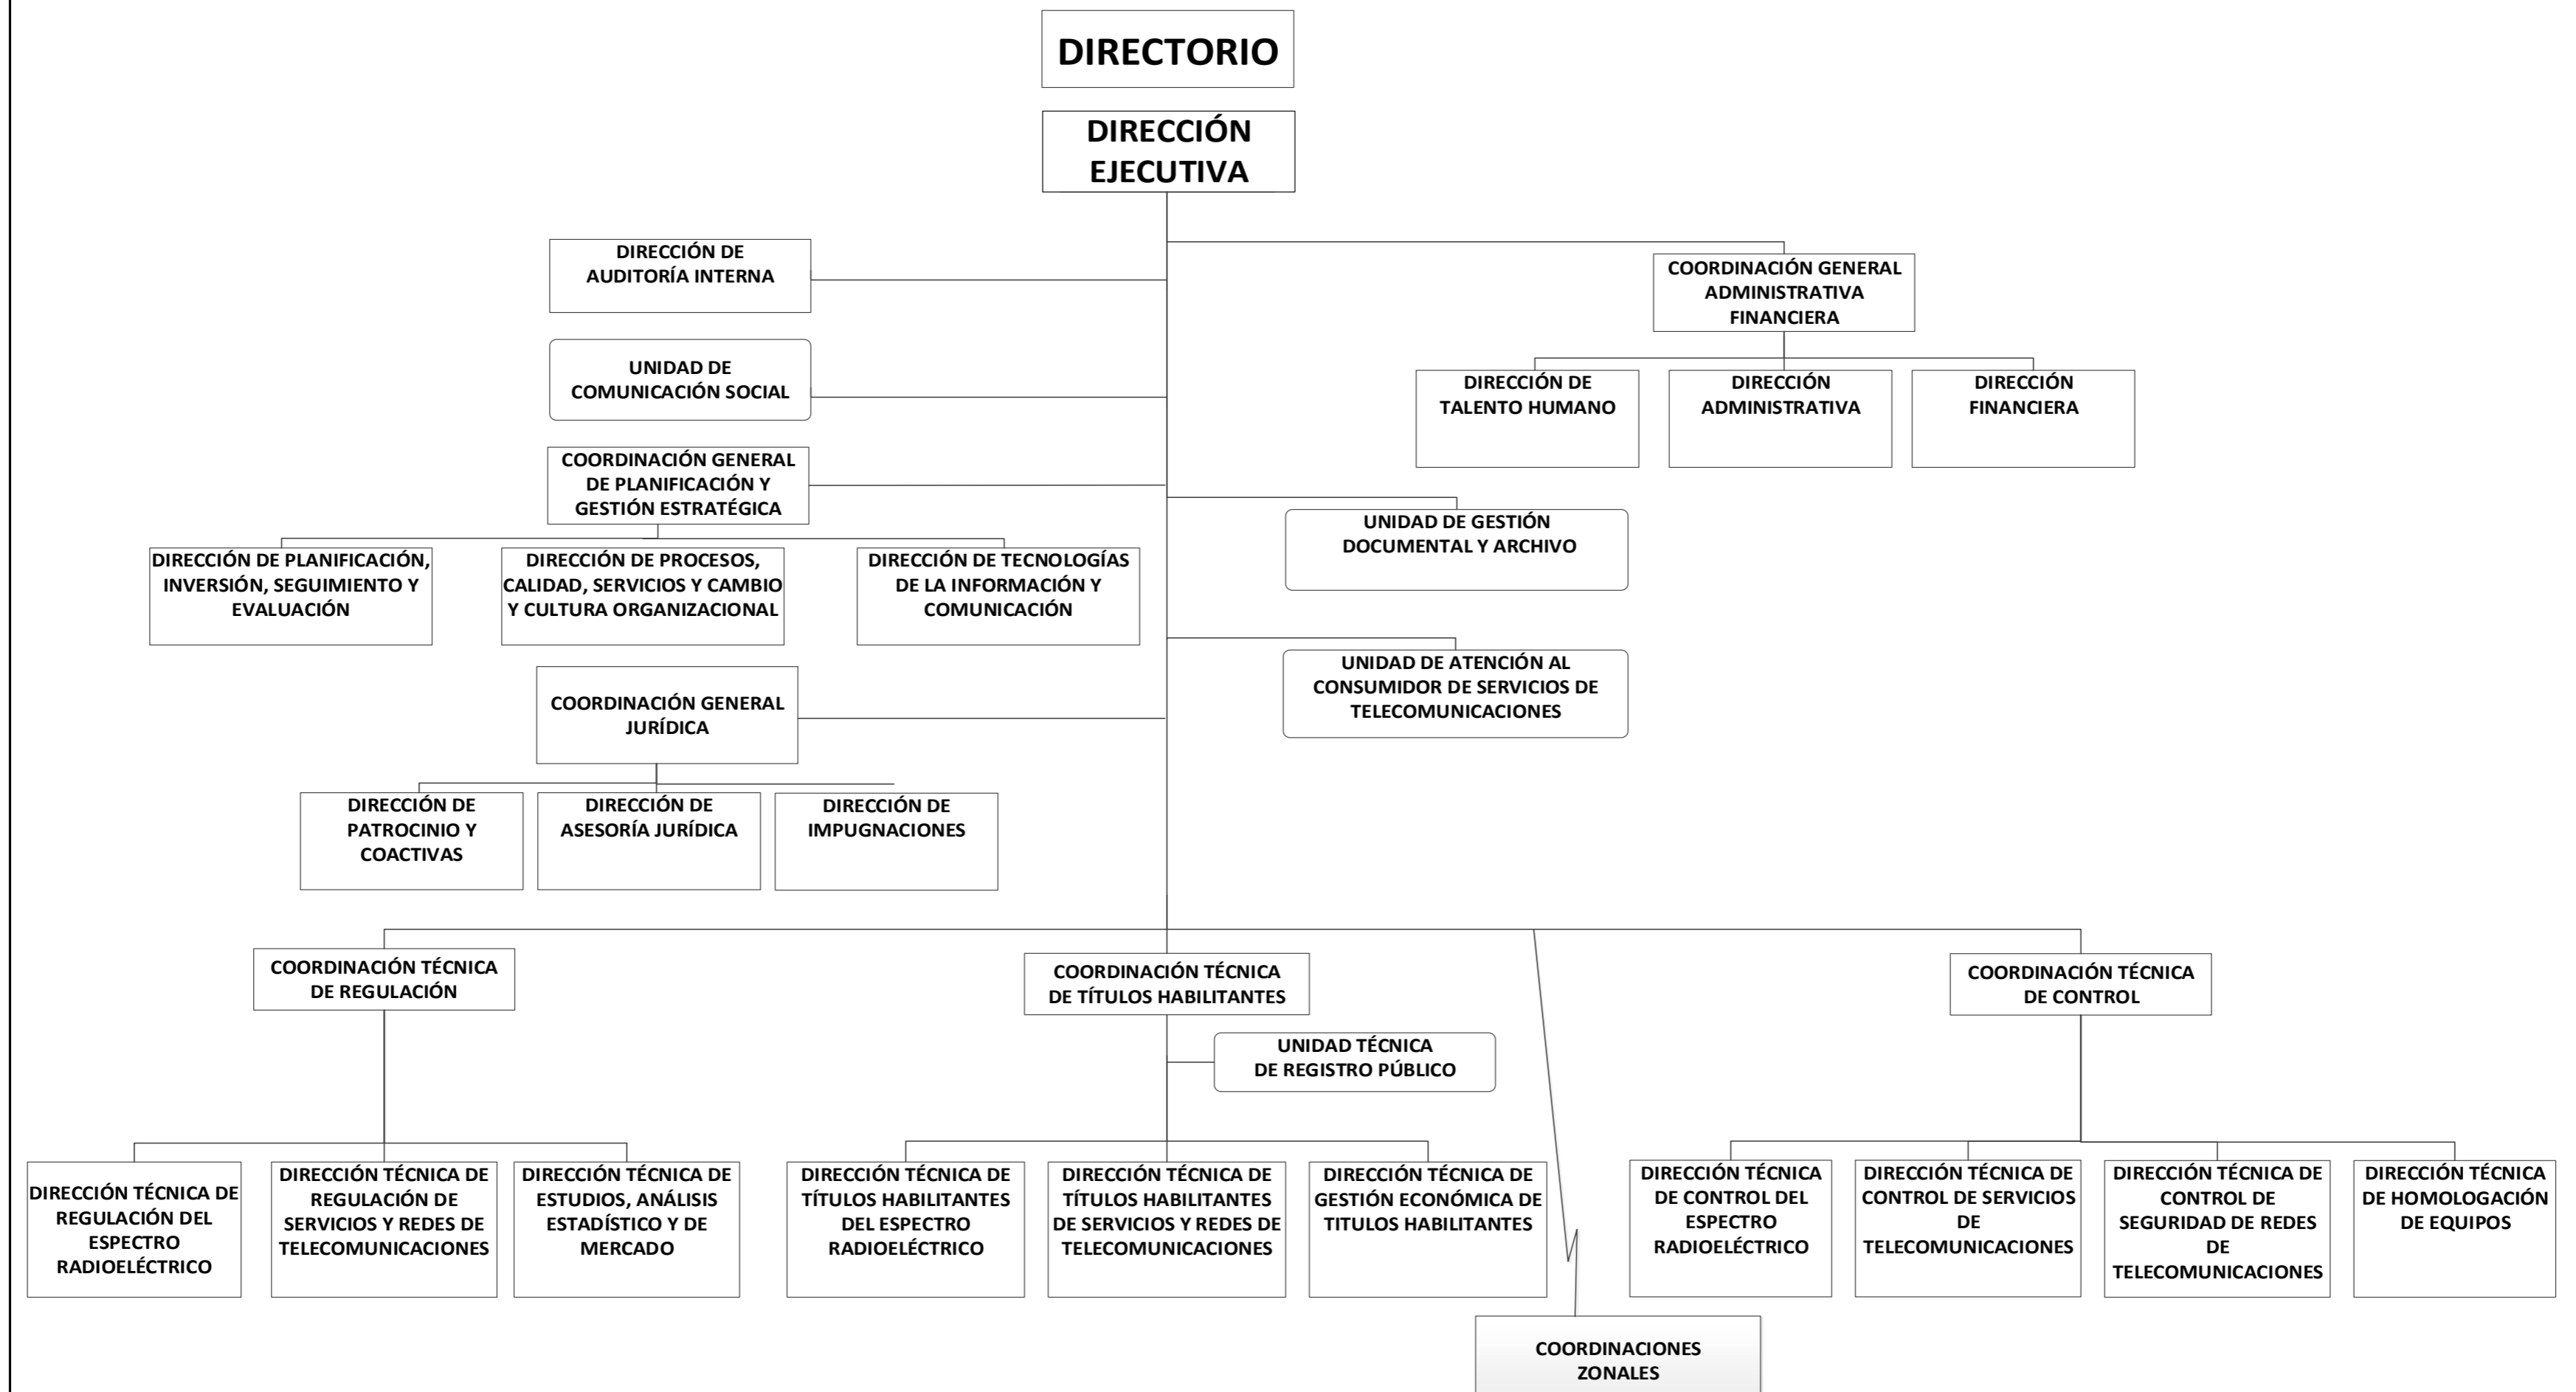 DIRECTORIO
DIRECCIÓN
EJECUTIVA
DIRECCIÓN DE
AUDITORÍA INTERNA
COORDINACIÓN GENERAL
ADMINISTRATIVA
FINANCIERA
UNIDAD DE
COMUNICACIÓN SOCIAL
DIRECCIÓN DE
TALENTO HUMANO
DIRECCIÓN
ADMINISTRATIVA
DIRECCIÓN
FINANCIERA
COORDINACIÓN GENERAL
DE PLANIFICACIÓN Y
GESTIÓN ESTRATÉGICA
UNIDAD DE GESTIÓN
DOCUMENTAL Y ARCHIVO
DIRECCIÓN DE PLANIFICACIÓN,
INVERSIÓN, SEGUIMIENTO Y
EVALUACIÓN
DIRECCIÓN DE PROCESOS,
CALIDAD, SERVICIOS Y CAMBIO
Y CULTURA ORGANIZACIONAL
DIRECCIÓN DE TECNOLOGÍAS
DE LA INFORMACIÓN Y
COMUNICACIÓN
UNIDAD DE ATENCIÓN AL
CONSUMIDOR DE SERVICIOS DE
TELECOMUNICACIONES
COORDINACIÓN GENERAL
JURÍDICA
DIRECCIÓN DE
PATROCINIO Y
COACTIVAS
DIRECCIÓN DE
ASESORÍA JURÍDICA
DIRECCIÓN DE
IMPUGNACIONES
COORDINACIÓN TÉCNICA
DE REGULACIÓN
COORDINACIÓN TÉCNICA
DE TÍTULOS HABILITANTES
COORDINACIÓN TÉCNICA
DE CONTROL
UNIDAD TÉCNICA
DE REGISTRO PÚBLICO
DIRECCIÓN TÉCNICA DE
REGULACIÓN DEL
ESPECTRO
RADIOELÉCTRICO
DIRECCIÓN TÉCNICA DE
REGULACIÓN DE
SERVICIOS Y REDES DE
TELECOMUNICACIONES
DIRECCIÓN TÉCNICA DE
ESTUDIOS, ANÁLISIS
ESTADÍSTICO Y DE
MERCADO
DIRECCIÓN TÉCNICA DE
TÍTULOS HABILITANTES
DEL ESPECTRO
RADIOELÉCTRICO
DIRECCIÓN TÉCNICA DE
TÍTULOS HABILITANTES
DE SERVICIOS Y REDES DE
TELECOMUNICACIONES
DIRECCIÓN TÉCNICA DE
GESTIÓN ECONÓMICA DE
TITULOS HABILITANTES
DIRECCIÓN TÉCNICA
DE CONTROL DEL
ESPECTRO
RADIOELÉCTRICO
DIRECCIÓN TÉCNICA DE
CONTROL DE SERVICIOS
DE
TELECOMUNICACIONES
DIRECCIÓN TÉCNICA DE
CONTROL DE
SEGURIDAD DE REDES
DE
TELECOMUNICACIONES
DIRECCIÓN TÉCNICA
DE HOMOLOGACIÓN
DE EQUIPOS
COORDINACIONES
ZONALES